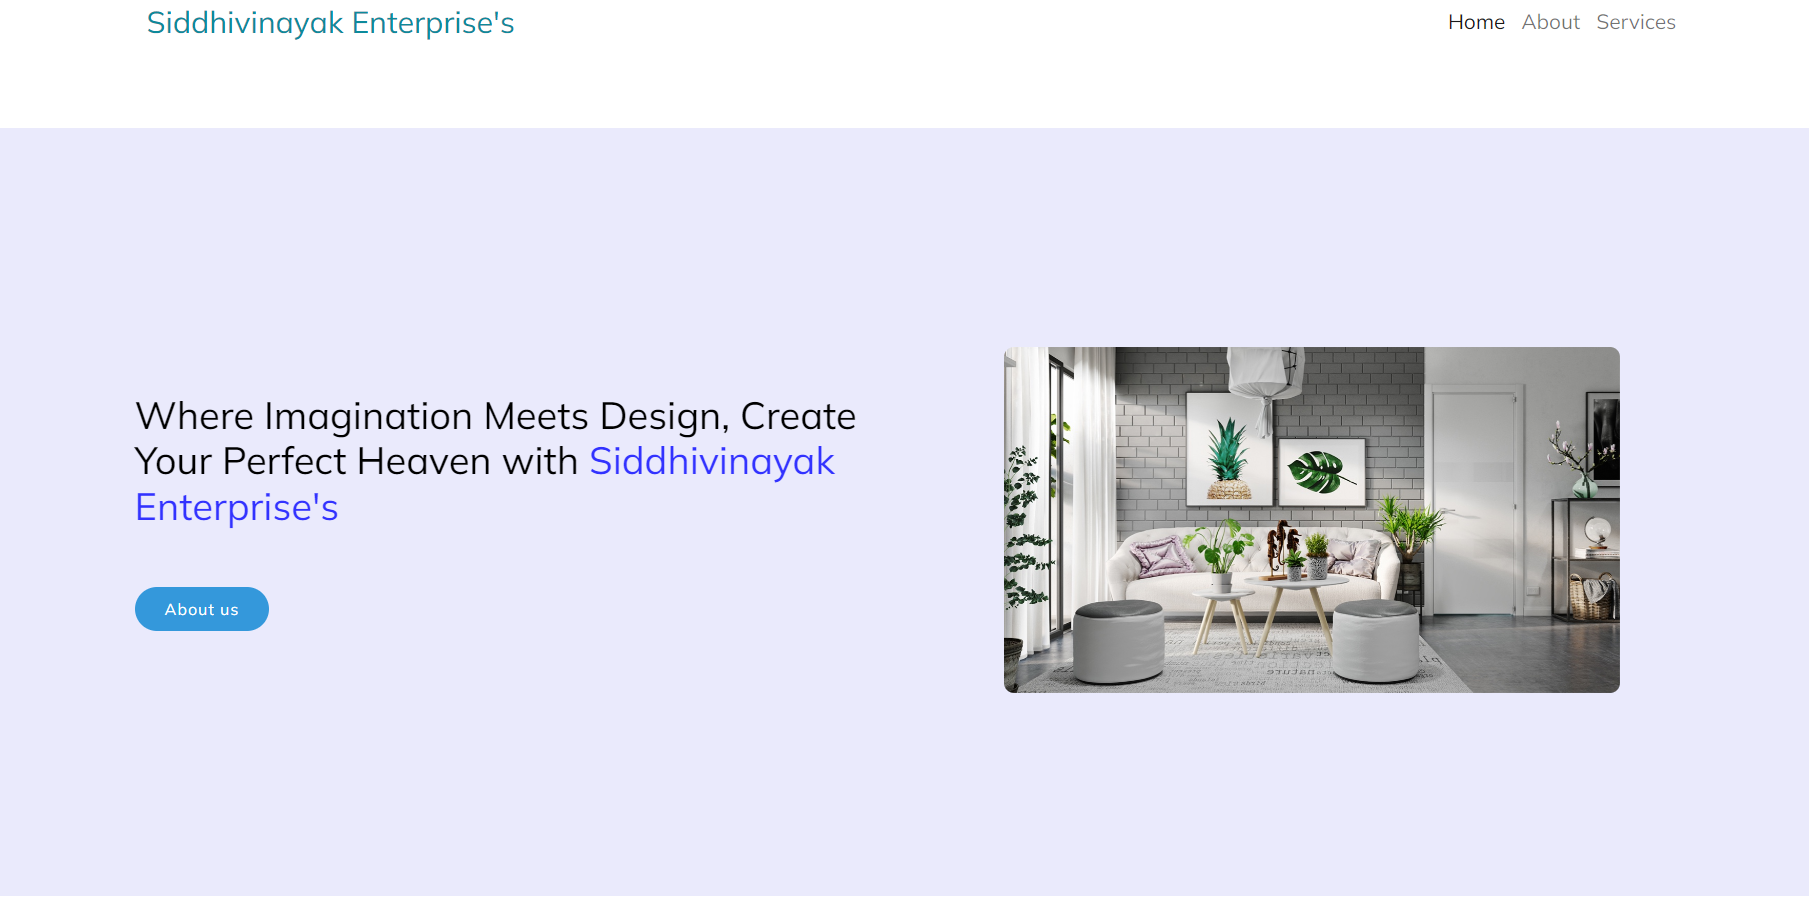 Siddhivinayak Enterprise's
Home About Services
Where Imagination Meets Design, Create
Your Perfect Heaven with Siddhivinayak
Enterprise's
About us